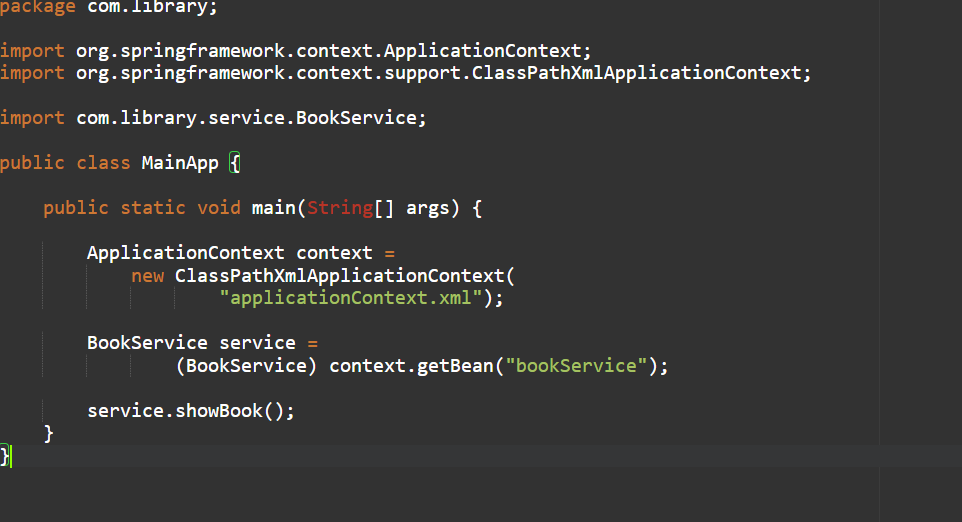 package com.library;
import org.springframework.context.ApplicationContext;
import org.springframework.context.support.ClassPathXmlApplicationContext;
import com.library.service.BookService;
public class MainApp {
public static void main(String[] args) {
ApplicationContext context =
new ClassPathXmlApplicationContext(
"applicationContext.xml");
BookService service =
(BookService) context.getBean("bookService");
service.showBook();
}
}